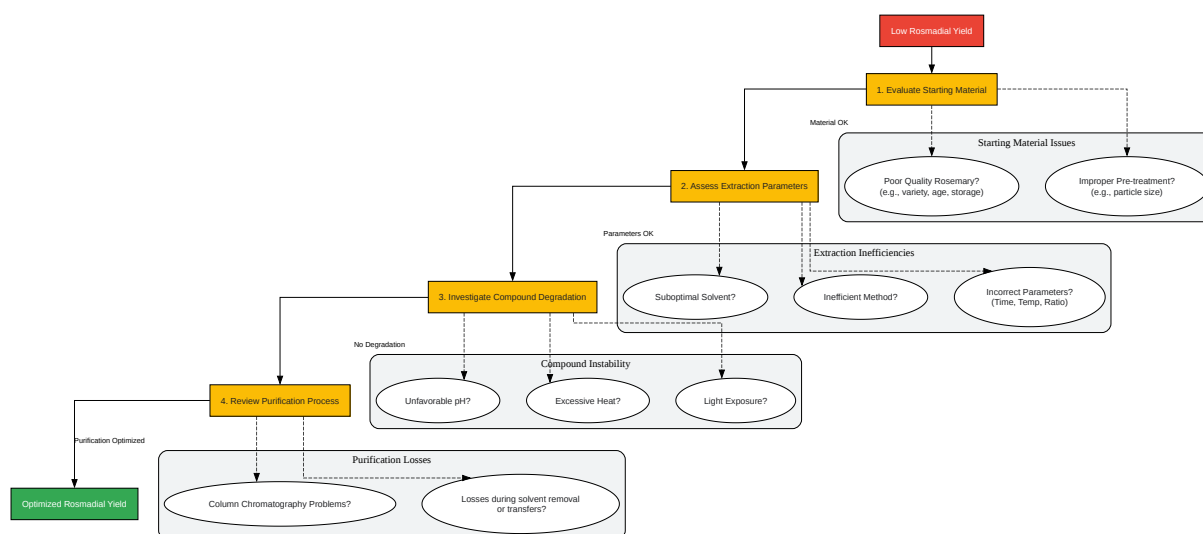 Low Rosmadial Yield
1. Evaluate Starting Material
Material OK
Starting Material Issues
Poor Quality Rosemary?
(e.g., variety, age, storage)
Improper Pre-treatment?
(e.g., particle size)
2. Assess Extraction Parameters
Parameters OK
Extraction Inefficiencies
Suboptimal Solvent?
Inefficient Method?
Incorrect Parameters?
(Time, Temp, Ratio)
3. Investigate Compound Degradation
No Degradation
Compound Instability
Unfavorable pH?
Excessive Heat?
Light Exposure?
4. Review Purification Process
Purification Optimized
Purification Losses
Column Chromatography Problems?
Losses during solvent removal
or transfers?
Optimized Rosmadial Yield